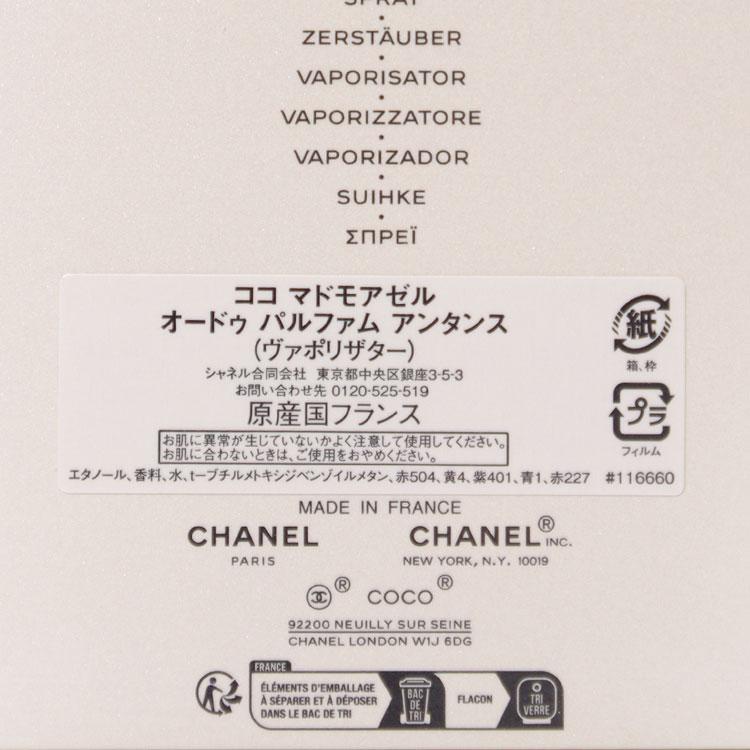 SPRAY
ZERSTÄUBER
VAPORISATOR
VAPORIZZATORE
VAPORIZADOR
SUIHKE
ΣΠΡΕΪ
ココ マドモアゼル
オードゥ パルファム アンタンス
(ヴァポリザター)
シャネル合同会社 東京都中央区銀座3-5-3
お問い合わせ先 0120-525-519
原産国フランス
お肌に異常が生じていないかよく注意して使用してください。
お肌に合わないときは、ご使用をおやめください。
エタノール、香料、水、t-ブチルメトキシジベンゾイルメタン、赤504、黄4、紫401、青1、赤227 #116660
紙
箱、枠
プラ
フィルム
MADE IN FRANCE
CHANEL
PARIS
CHANEL® INC.
NEW YORK, N.Y. 10019
® COCO®
92200 NEUILLY SUR SEINE
CHANEL LONDON W1J 6DG
FRANCE
ÉLÉMENTS D'EMBALLAGE
À SÉPARER ET À DÉPOSER
DANS LE BAC DE TRI
BAC
DE
TRI
FLACON
TRI
VERRE